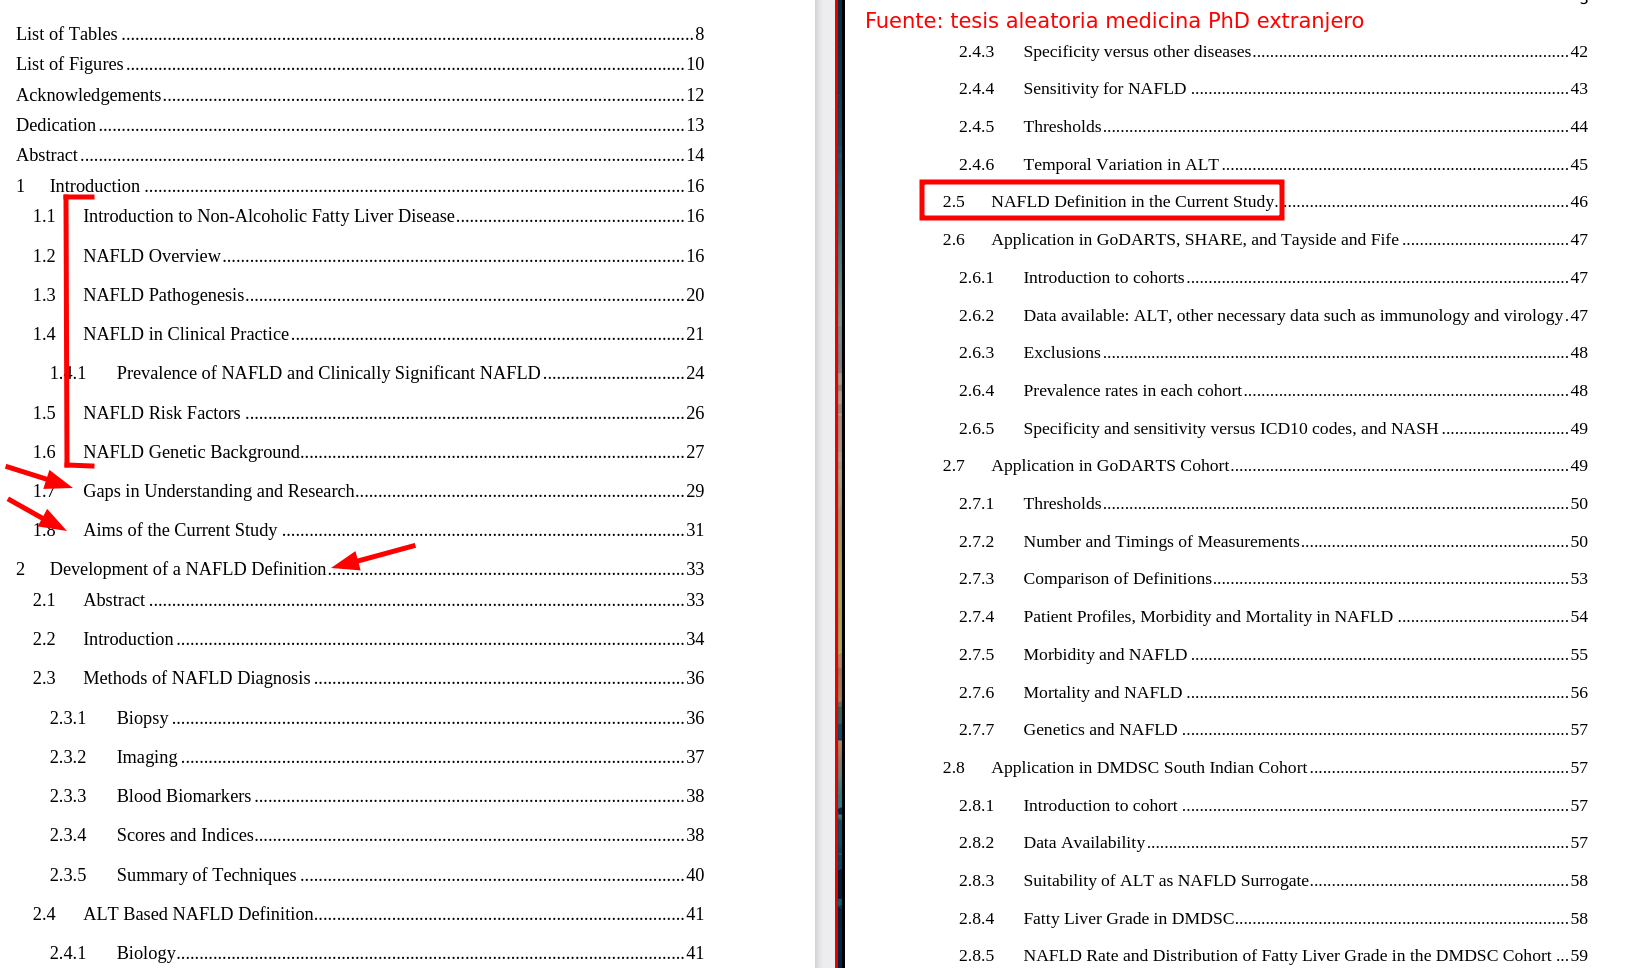 List of Tables ........ 8
List of Figures ........ 10
Acknowledgements ........ 12
Dedication ........ 13
Abstract ........ 14
1 Introduction ........ 16
1.1 Introduction to Non-Alcoholic Fatty Liver Disease ........ 16
1.2 NAFLD Overview ........ 16
1.3 NAFLD Pathogenesis ........ 20
1.4 NAFLD in Clinical Practice ........ 21
1.4.1 Prevalence of NAFLD and Clinically Significant NAFLD ........ 24
1.5 NAFLD Risk Factors ........ 26
1.6 NAFLD Genetic Background ........ 27
1.7 Gaps in Understanding and Research ........ 29
1.8 Aims of the Current Study ........ 31
2 Development of a NAFLD Definition ........ 33
2.1 Abstract ........ 33
2.2 Introduction ........ 34
2.3 Methods of NAFLD Diagnosis ........ 36
2.3.1 Biopsy ........ 36
2.3.2 Imaging ........ 37
2.3.3 Blood Biomarkers ........ 38
2.3.4 Scores and Indices ........ 38
2.3.5 Summary of Techniques ........ 40
2.4 ALT Based NAFLD Definition ........ 41
2.4.1 Biology ........ 41
Fuente: tesis aleatoria medicina PhD extranjero
2.4.3 Specificity versus other diseases ........ 42
2.4.4 Sensitivity for NAFLD ........ 43
2.4.5 Thresholds ........ 44
2.4.6 Temporal Variation in ALT ........ 45
2.5 NAFLD Definition in the Current Study ........ 46
2.6 Application in GoDARTS, SHARE, and Tayside and Fife ........ 47
2.6.1 Introduction to cohorts ........ 47
2.6.2 Data available: ALT, other necessary data such as immunology and virology . 47
2.6.3 Exclusions ........ 48
2.6.4 Prevalence rates in each cohort ........ 48
2.6.5 Specificity and sensitivity versus ICD10 codes, and NASH ........ 49
2.7 Application in GoDARTS Cohort ........ 49
2.7.1 Thresholds ........ 50
2.7.2 Number and Timings of Measurements ........ 50
2.7.3 Comparison of Definitions ........ 53
2.7.4 Patient Profiles, Morbidity and Mortality in NAFLD ........ 54
2.7.5 Morbidity and NAFLD ........ 55
2.7.6 Mortality and NAFLD ........ 56
2.7.7 Genetics and NAFLD ........ 57
2.8 Application in DMDSC South Indian Cohort ........ 57
2.8.1 Introduction to cohort ........ 57
2.8.2 Data Availability ........ 57
2.8.3 Suitability of ALT as NAFLD Surrogate ........ 58
2.8.4 Fatty Liver Grade in DMDSC ........ 58
2.8.5 NAFLD Rate and Distribution of Fatty Liver Grade in the DMDSC Cohort ... 59